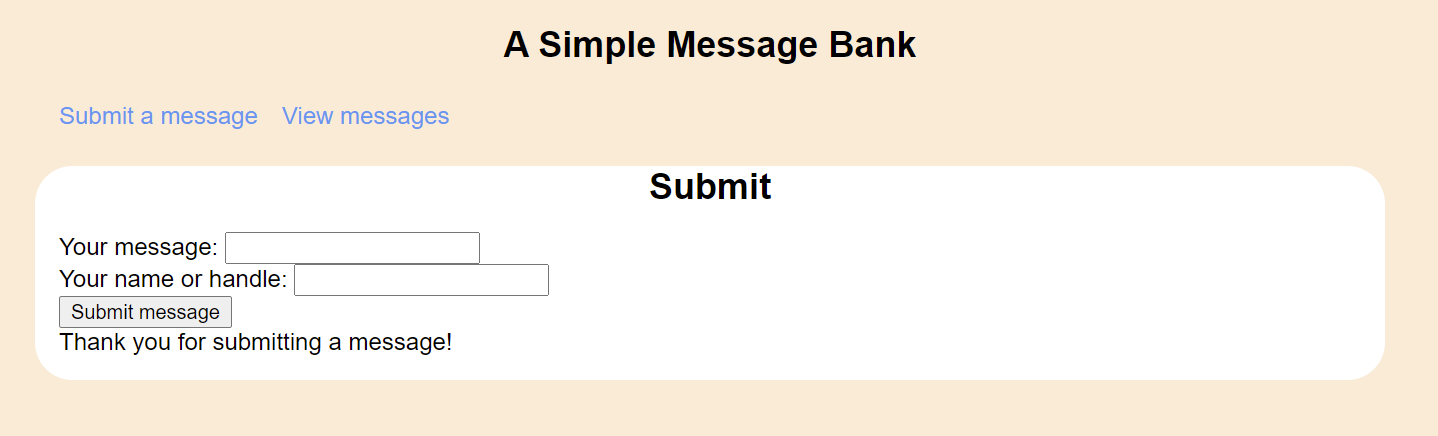 A Simple Message Bank
Submit a message View messages
Submit
Your message:
Your name or handle:
Submit message
Thank you for submitting a message!